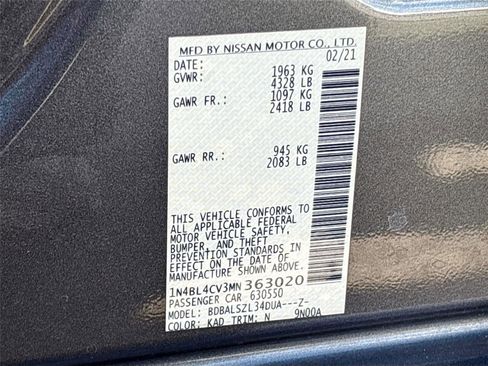 MFD BY NISSAN MOTOR CO., LTD.
DATE: 02/21
GVWR: 1963 KG
4328 LB
GAWR FR.: 1097 KG
2418 LB
GAWR RR.: 945 KG
2083 LB
THIS VEHICLE CONFORMS TO
ALL APPLICABLE FEDERAL
MOTOR VEHICLE SAFETY,
BUMPER, AND THEFT
PREVENTION STANDARDS IN
EFFECT ON THE DATE OF
MANUFACTURE SHOWN ABOVE.
1N4BL4CV3MN363020
PASSENGER CAR 630550
MODEL: BDBALSZL34DUA---Z-
COLOR: KAD TRIM: N 9N00A